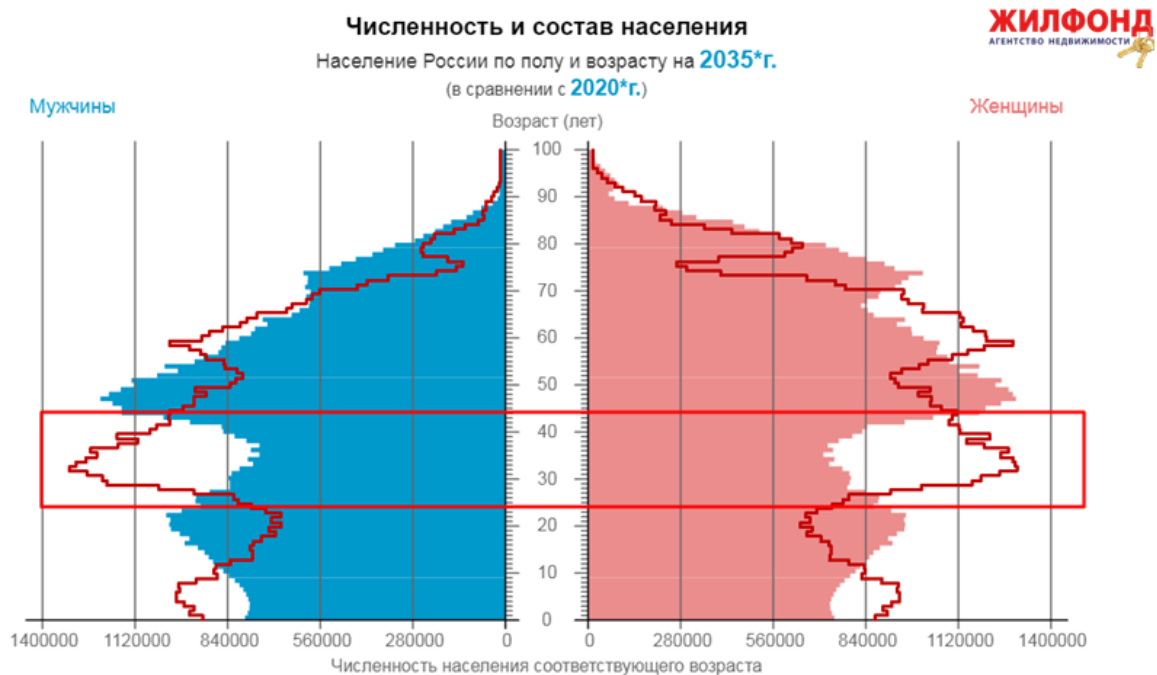 Численность и состав населения
ЖИЛФОНД
АГЕНТСТВО НЕДВИЖИМОСТИ
Население России по полу и возрасту на 2035*г.
(в сравнении с 2020*г.)
Мужчины
Женщины
Возраст (лет)
100
90
80
70
60
50
40
30
20
10
0
1400000 1120000 840000 560000 280000 0 0 280000 560000 840000 1120000 1400000
Численность населения соответствующего возраста